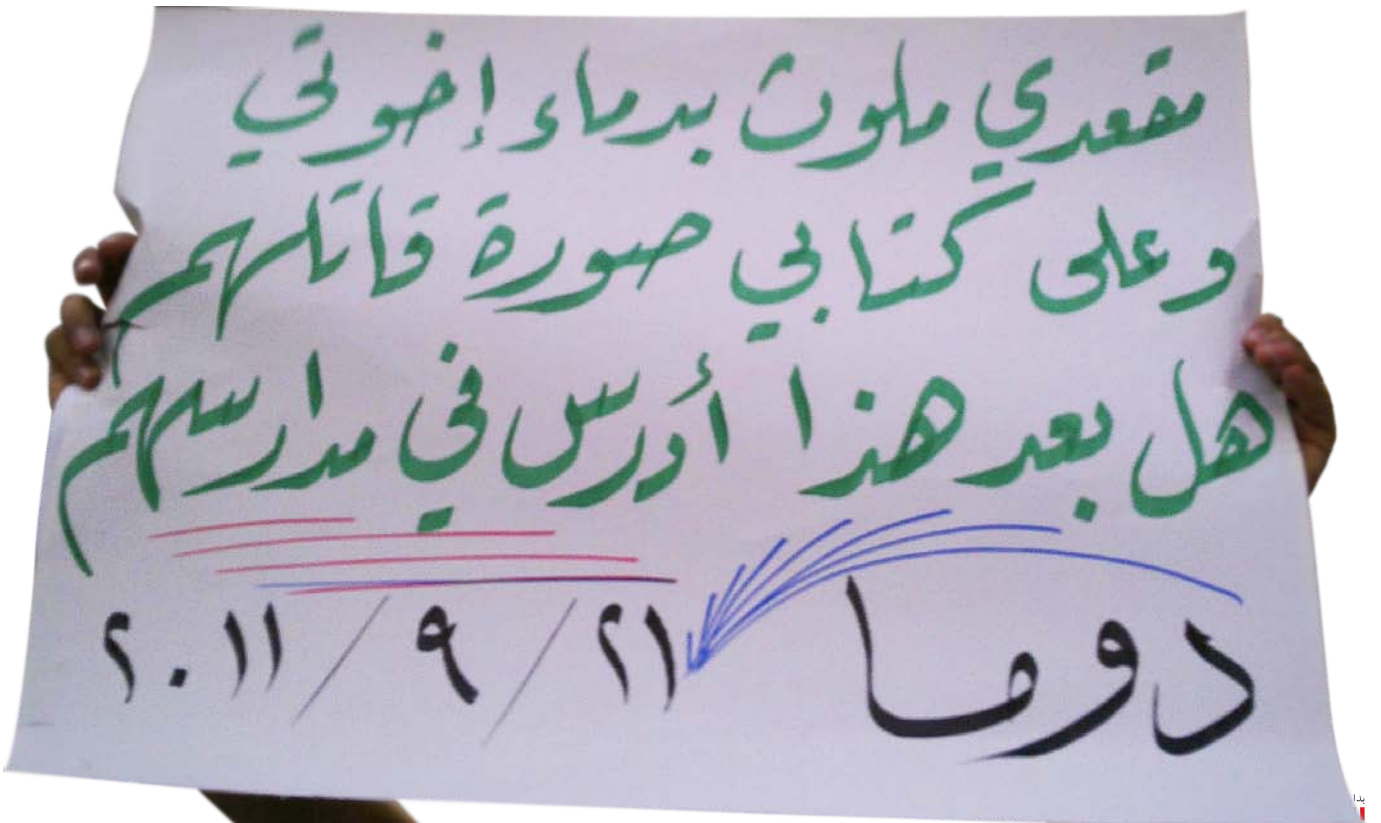 مقعدي ملوث بدماء إخوتي
وعلى كتابي صورة قاتلهم
هل بعد هذا أدرس في مدارسهم
دوما ٢١/٩/٢٠١١